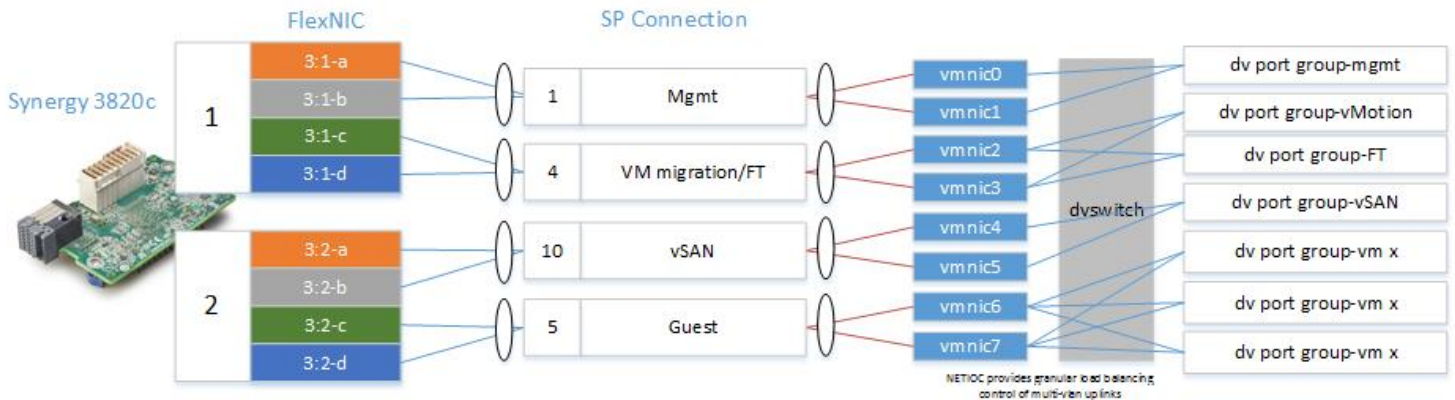 FlexNIC
SP Connection
Synergy 3820c
1
3:1-a
3:1-b
3:1-c
3:1-d
2
3:2-a
3:2-b
3:2-c
3:2-d
1 Mgmt
4 VM migration/FT
10 vSAN
5 Guest
vmnic0
vmnic1
vmnic2
vmnic3
vmnic4
vmnic5
vmnic6
vmnic7
dvswitch
dv port group-mgmt
dv port group-vMotion
dv port group-FT
dv port group-vSAN
dv port group-vm x
dv port group-vm x
dv port group-vm x
NETIOC provides granular load balancing
control of multi-vlan uplinks